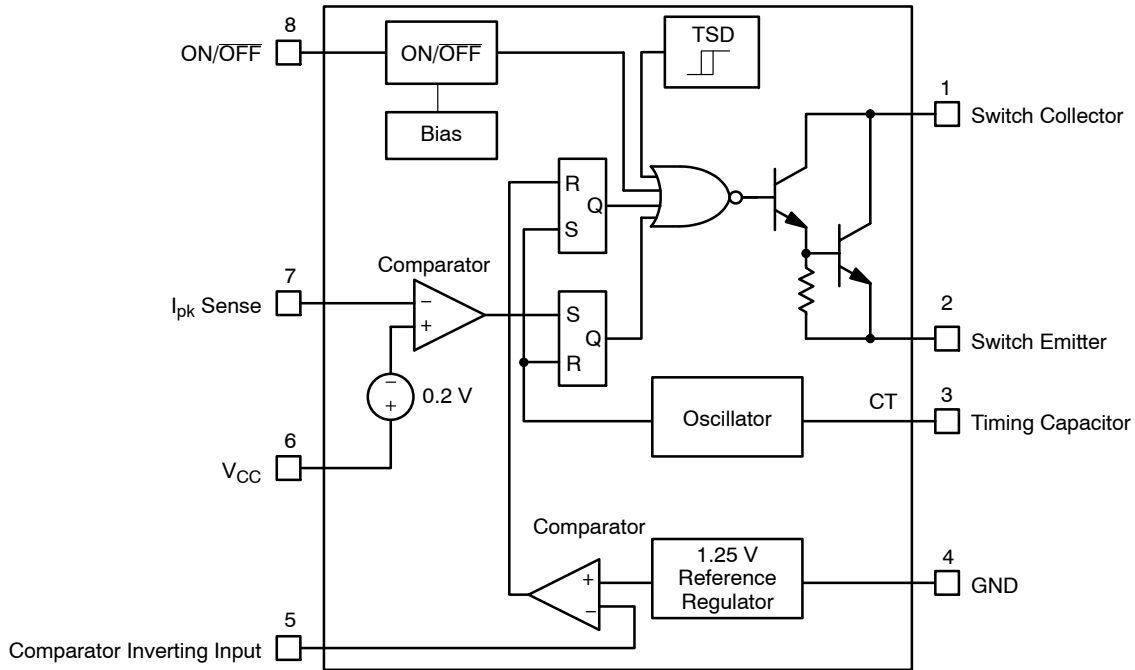 8
ON/OFF
ON/OFF
Bias
TSD
1
Switch Collector
R
Q
S
Comparator
7
Ipk Sense
−
+
S
Q
R
2
Switch Emitter
−
+
0.2 V
6
VCC
Oscillator
CT
3
Timing Capacitor
Comparator
+
−
1.25 V
Reference
Regulator
4
GND
5
Comparator Inverting Input